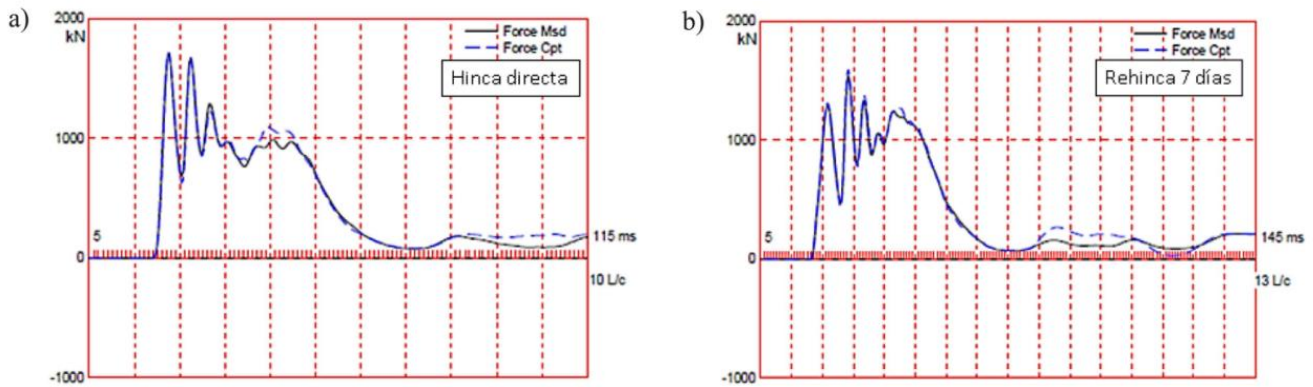 a)
2000
kN
Force Msd
Force Cpt
Hinca directa
1000
5
115 ms
0
10 L/c
-1000
b)
2000
kN
Force Msd
Force Cpt
Rehinca 7 días
1000
5
145 ms
0
13 L/c
-1000